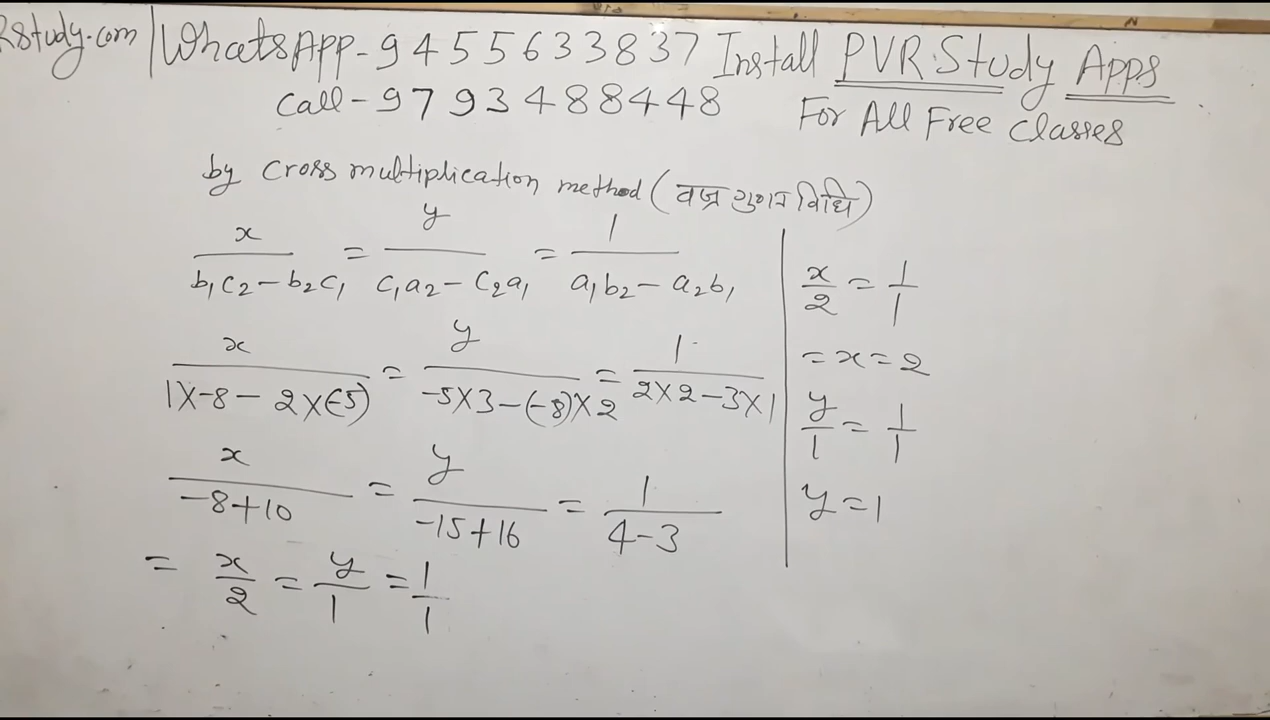 RStudy.com | WhatsApp-9455633837 Install PVR Study Apps
Call-9793488448 For All Free Classes
by Cross multiplication method (वज्र गुणन विधि)
x/(b₁c₂-b₂c₁) = y/(c₁a₂-c₂a₁) = 1/(a₁b₂-a₂b₁)
x/(1×-8-2×(-5)) = y/(-5×3-(-8)×2) = 1/(2×2-3×1)
x/(-8+10) = y/(-15+16) = 1/(4-3)
= x/2 = y/1 = 1/1
x/2 = 1/1
= x = 2
y/1 = 1/1
y = 1